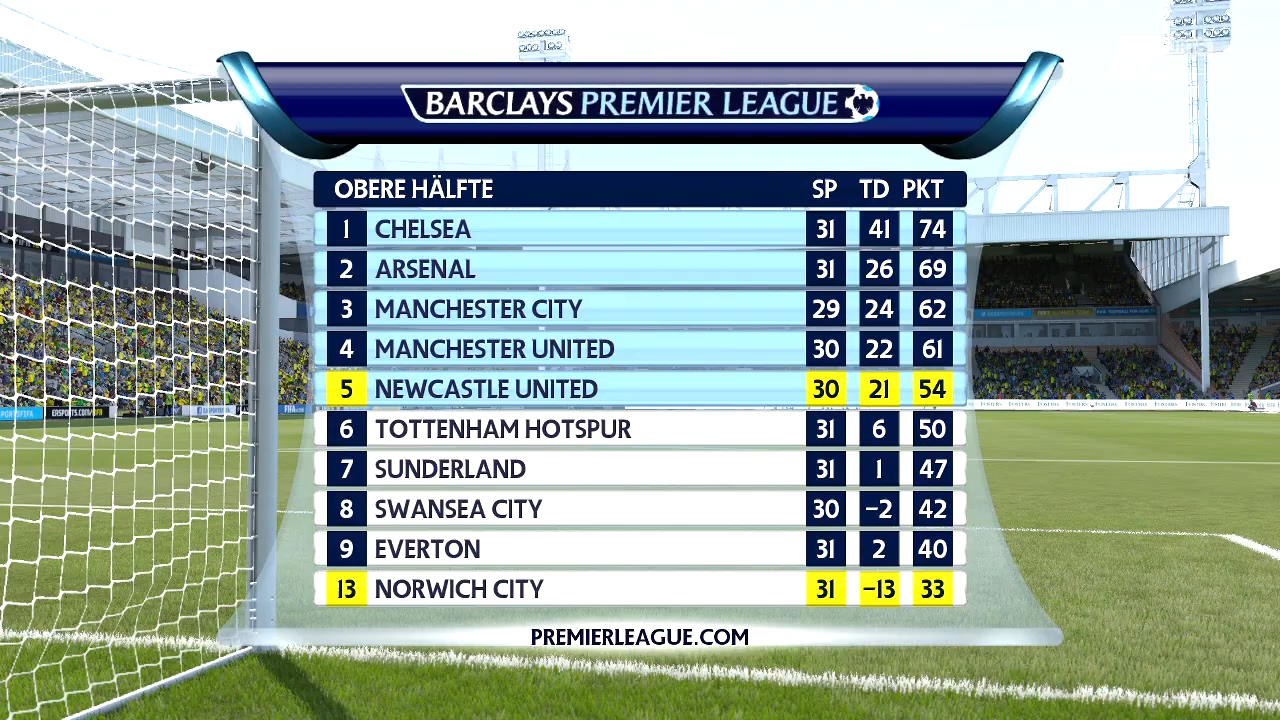 BARCLAYS PREMIER LEAGUE
OBERE HÄLFTE SP TD PKT
1 CHELSEA 31 41 74
2 ARSENAL 31 26 69
3 MANCHESTER CITY 29 24 62
4 MANCHESTER UNITED 30 22 61
5 NEWCASTLE UNITED 30 21 54
6 TOTTENHAM HOTSPUR 31 6 50
7 SUNDERLAND 31 1 47
8 SWANSEA CITY 30 −2 42
9 EVERTON 31 2 40
13 NORWICH CITY 31 −13 33
PREMIERLEAGUE.COM